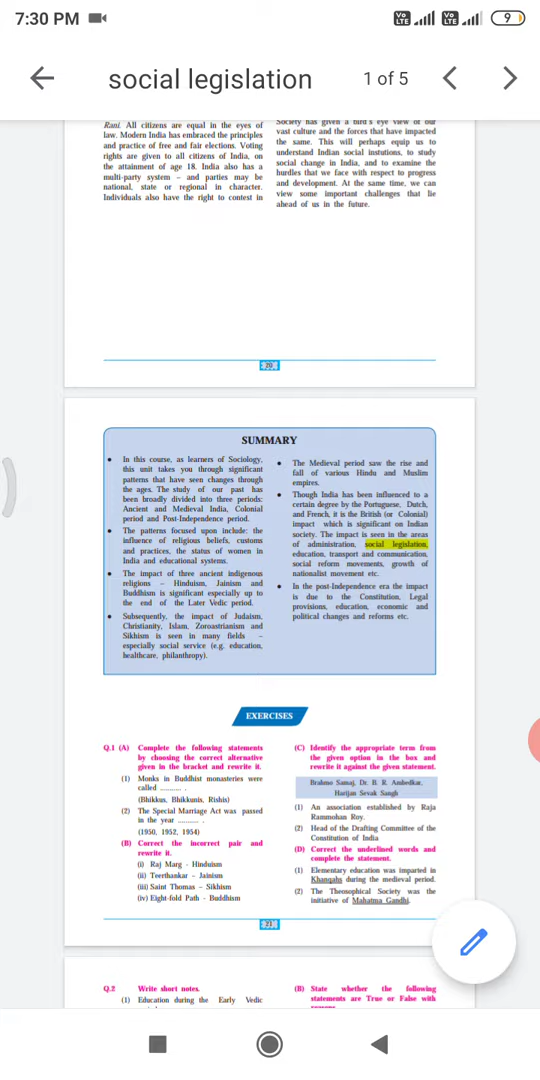 7:30 PM
Vo LTE
Vo LTE
9
social legislation
1 of 5
Rani. All citizens are equal in the eyes of
law. Modern India has embraced the principles
and practice of free and fair elections. Voting
rights are given to all citizens of India, on
the attainment of age 18. India also has a
multi-party system – and parties may be
national, state or regional in character.
Individuals also have the right to contest in
Society has given a bird's eye view of our
vast culture and the forces that have impacted
the same. This will perhaps equip us to
understand Indian social instutions, to study
social change in India, and to examine the
hurdles that we face with respect to progress
and development. At the same time, we can
view some important challenges that lie
ahead of us in the future.
20
SUMMARY
• In this course, as learners of Sociology,
this unit takes you through significant
patterns that have seen changes through
the ages. The study of our past has
been broadly divided into three periods:
Ancient and Medieval India, Colonial
period and Post-Independence period.
• The patterns focused upon include: the
influence of religious beliefs, customs
and practices, the status of women in
India and educational systems.
• The impact of three ancient indigenous
religions – Hinduism, Jainism and
Buddhism is significant especially up to
the end of the Later Vedic period.
• Subsequently, the impact of Judaism,
Christianity, Islam, Zoroastrianism and
Sikhism is seen in many fields –
especially social service (e.g. education,
healthcare, philanthropy).
• The Medieval period saw the rise and
fall of various Hindu and Muslim
empires.
• Though India has been influenced to a
certain degree by the Portuguese, Dutch,
and French, it is the British (or Colonial)
impact which is significant on Indian
society. The impact is seen in the areas
of administration, social legislation,
education, transport and communication,
social reform movements, growth of
nationalist movement etc.
• In the post-Independence era the impact
is due to the Constitution, Legal
provisions, education, economic and
political changes and reforms etc.
EXERCISES
Q.1 (A) Complete the following statements
by choosing the correct alternative
given in the bracket and rewrite it.
(1) Monks in Buddhist monasteries were
called .......... .
(Bhikkus, Bhikkunis, Rishis)
(2) The Special Marriage Act was passed
in the year .......... .
(1950, 1952, 1954)
(B) Correct the incorrect pair and
rewrite it.
(i) Raj Marg - Hinduism
(ii) Teerthankar – Jainism
(iii) Saint Thomas – Sikhism
(iv) Eight-fold Path - Buddhism
(C) Identify the appropriate term from
the given option in the box and
rewrite it against the given statement.
Brahmo Samaj, Dr. B. R. Ambedkar,
Harijan Sevak Sangh
(1) An association established by Raja
Rammohan Roy.
(2) Head of the Drafting Committee of the
Constitution of India
(D) Correct the underlined words and
complete the statement.
(1) Elementary education was imparted in
Khanqahs during the medieval period.
(2) The Theosophical Society was the
initiative of Mahatma Gandhi.
21
Q.2 Write short notes.
(1) Education during the Early Vedic
(B) State whether the following
statements are True or False with